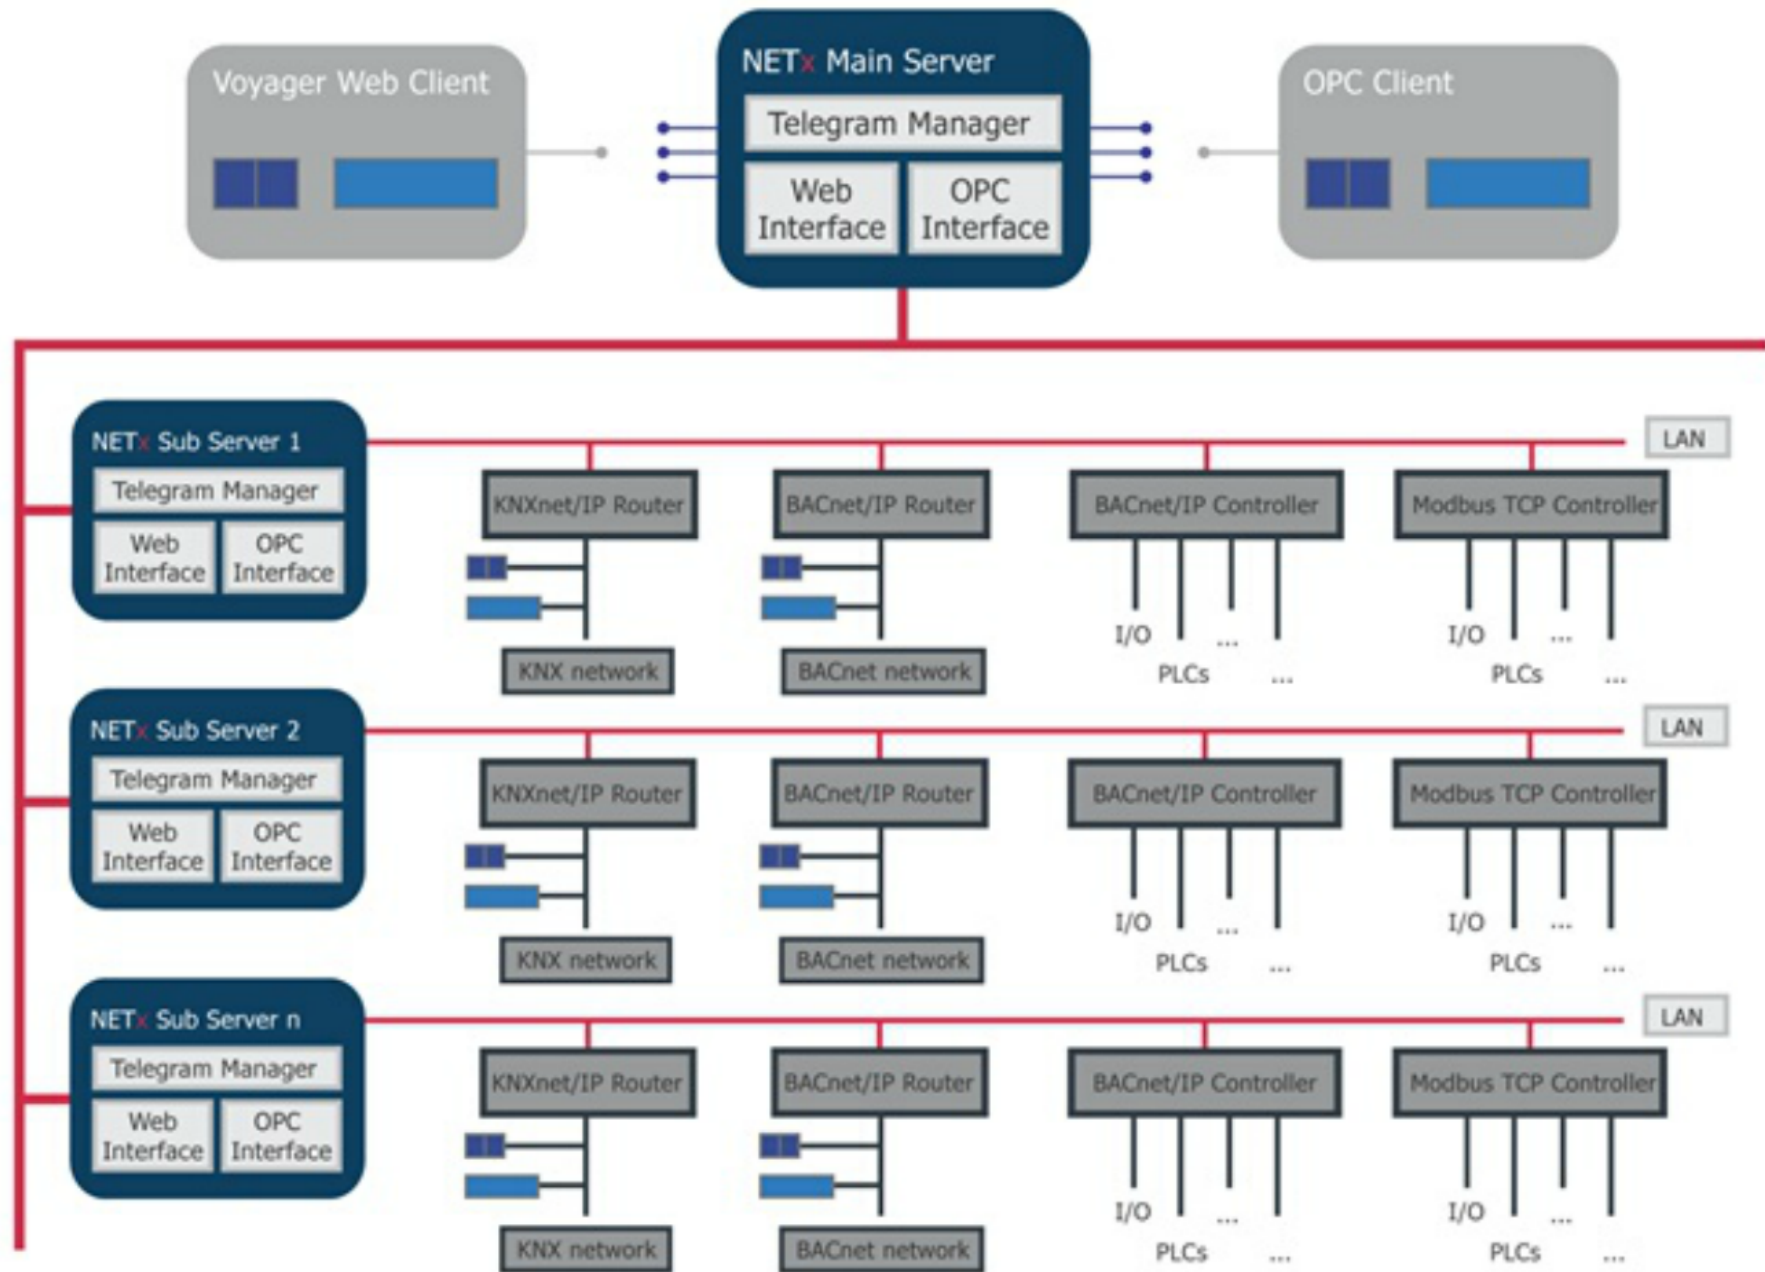 Voyager Web Client
NETx Main Server
Telegram Manager
Web
Interface
OPC
Interface
OPC Client
NETx Sub Server 1
Telegram Manager
Web
Interface
OPC
Interface
LAN
KNXnet/IP Router
BACnet/IP Router
BACnet/IP Controller
Modbus TCP Controller
KNX network
BACnet network
I/O
...
PLCs
...
I/O
...
PLCs
...
NETx Sub Server 2
Telegram Manager
Web
Interface
OPC
Interface
LAN
KNXnet/IP Router
BACnet/IP Router
BACnet/IP Controller
Modbus TCP Controller
KNX network
BACnet network
I/O
...
PLCs
...
I/O
...
PLCs
...
NETx Sub Server n
Telegram Manager
Web
Interface
OPC
Interface
LAN
KNXnet/IP Router
BACnet/IP Router
BACnet/IP Controller
Modbus TCP Controller
KNX network
BACnet network
I/O
...
PLCs
...
I/O
...
PLCs
...